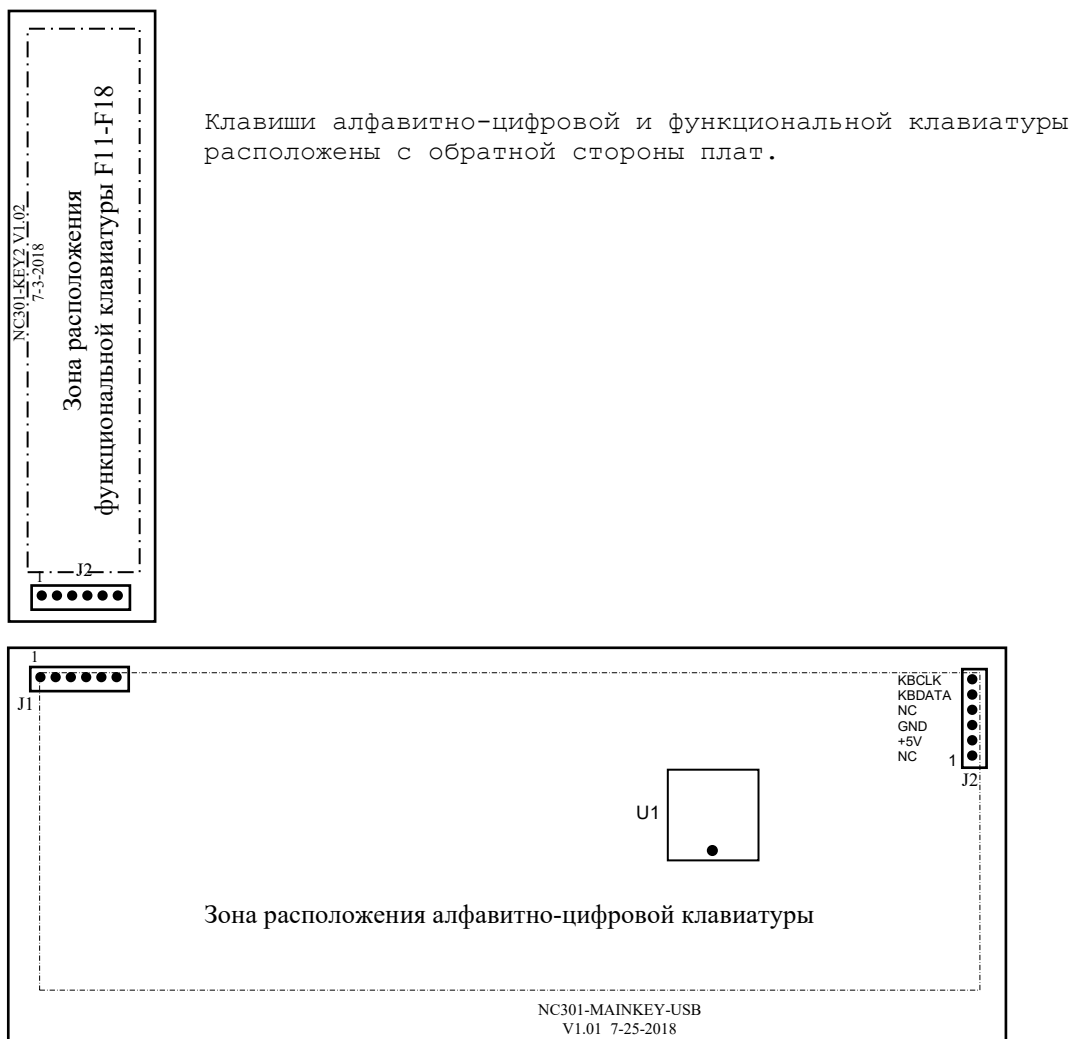 Клавиши алфавитно-цифровой и функциональной клавиатуры
расположены с обратной стороны плат.
NC301-KEY2 V1.02
7-3-2018
Зона расположения
функциональной клавиатуры F11-F18
J2
1
1
J1
KBCLK
KBDATA
NC
GND
+5V
NC
1
J2
U1
Зона расположения алфавитно-цифровой клавиатуры
NC301-MAINKEY-USB
V1.01 7-25-2018